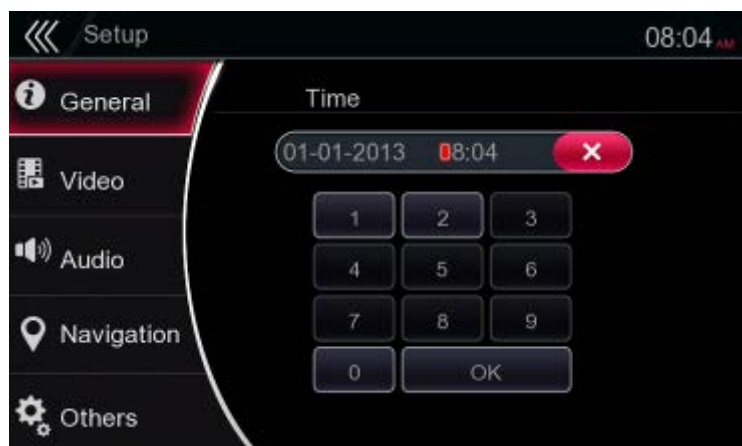 Setup
08:04 AM
General
Video
Audio
Navigation
Others
Time
01-01-2013 08:04
1 2 3
4 5 6
7 8 9
0 OK